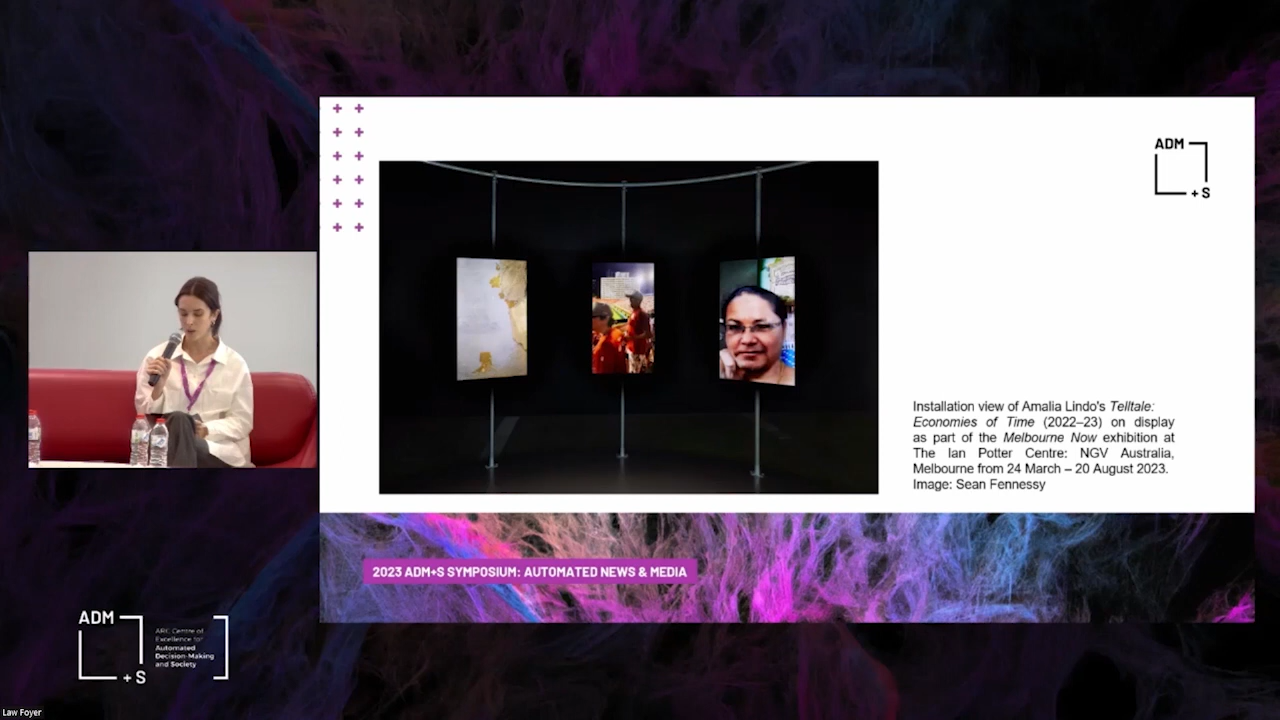 ADM
+ S
Installation view of Amalia Lindo's Telltale:
Economies of Time (2022–23) on display
as part of the Melbourne Now exhibition at
The Ian Potter Centre: NGV Australia,
Melbourne from 24 March – 20 August 2023.
Image: Sean Fennessy
2023 ADM+S SYMPOSIUM: AUTOMATED NEWS & MEDIA
ADM
+ S
ARC Centre of
Excellence for
Automated
Decision-Making
and Society
Law Foyer